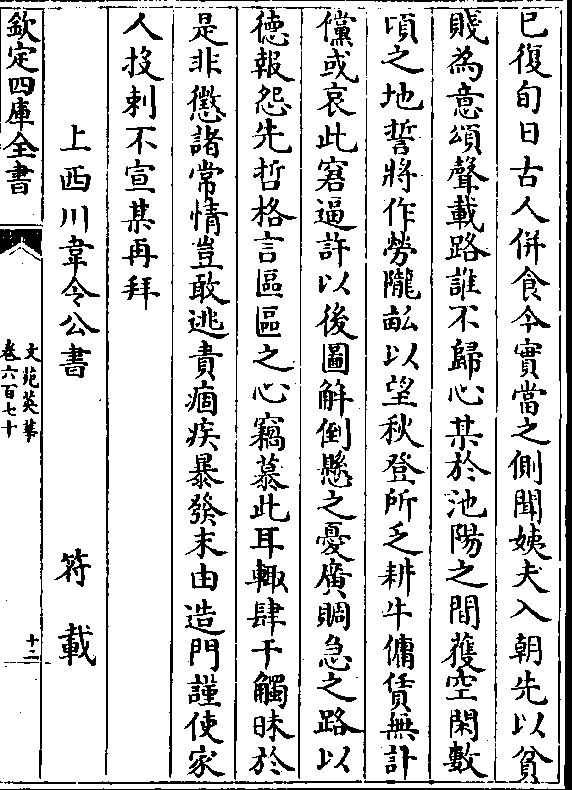 已復旬日古人併食今實當之側聞姨夫入朝先以貧
賤為意頌聲載路誰不歸心某於池陽之間獲空閑數
頃之地誓將作勞隴畝以望秋登所乏耕牛傭賃無計
儻或哀此窘逼許以後圖解倒懸之憂廣賙急之路以
德報怨先哲格言區區之心竊慕此耳輙肆干觸昧於
是非懲諸常情豈敢逃責痼疾暴發末由造門謹使家
人投刺不宣某再拜
上西川韋令公書 符載
欽定四庫全書
文苑英華
卷六百七十
十二